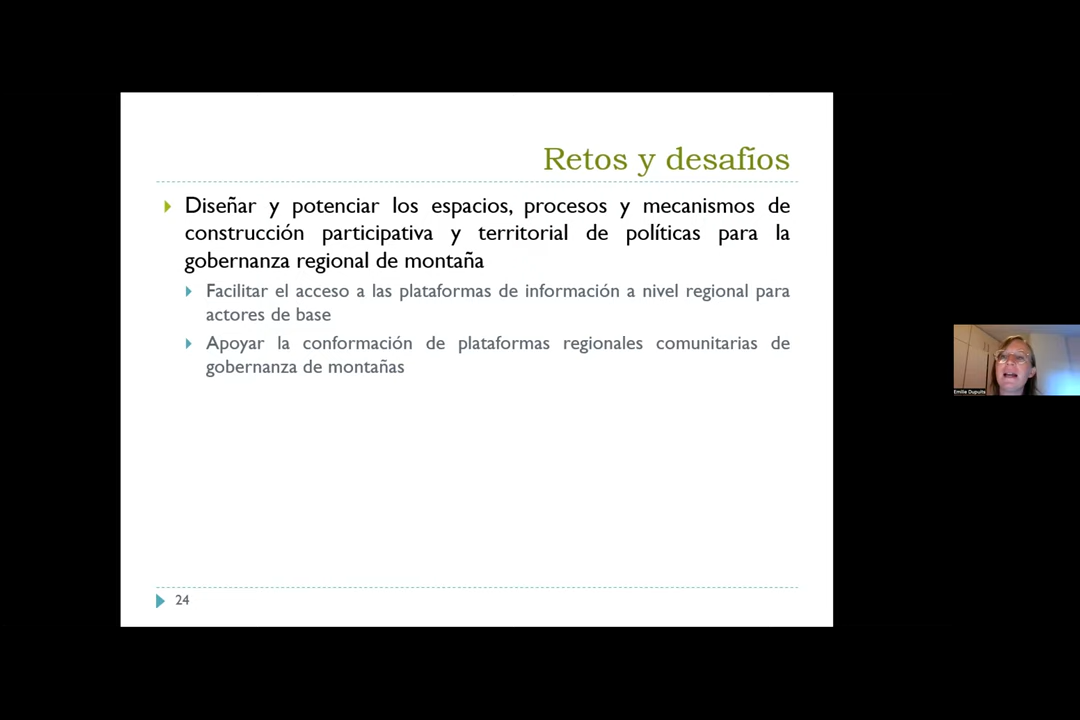 Retos y desafíos
Diseñar y potenciar los espacios, procesos y mecanismos de
construcción participativa y territorial de políticas para la
gobernanza regional de montaña
Facilitar el acceso a las plataformas de información a nivel regional para
actores de base
Apoyar la conformación de plataformas regionales comunitarias de
gobernanza de montañas
Emilie Dupuits
24